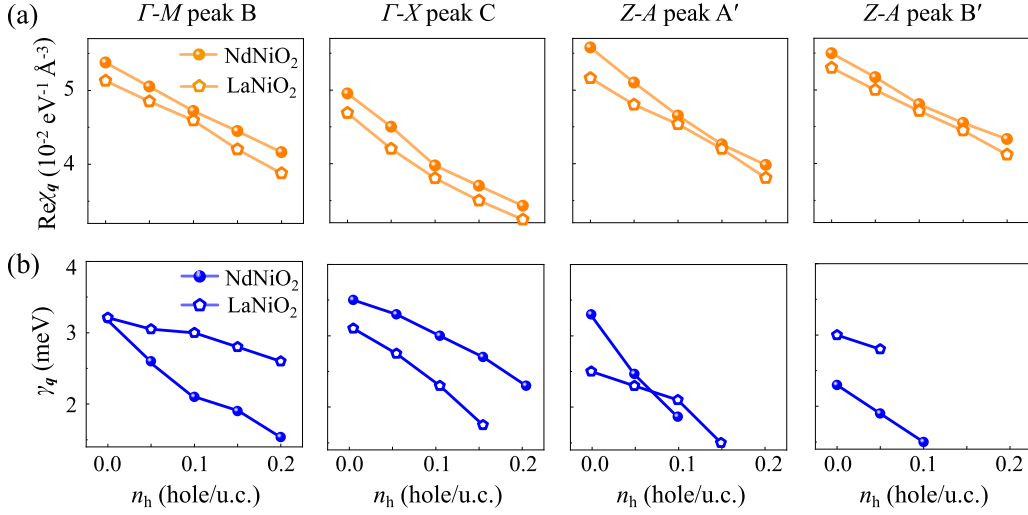 (a)
Γ-M peak B
Γ-X peak C
Z-A peak A′
Z-A peak B′
Reχq (10-2 eV-1 Å-3)
5
4
NdNiO2
LaNiO2
(b)
γq (meV)
4
3
2
NdNiO2
LaNiO2
0.0 0.1 0.2
0.0 0.1 0.2
0.0 0.1 0.2
0.0 0.1 0.2
nh (hole/u.c.)
nh (hole/u.c.)
nh (hole/u.c.)
nh (hole/u.c.)